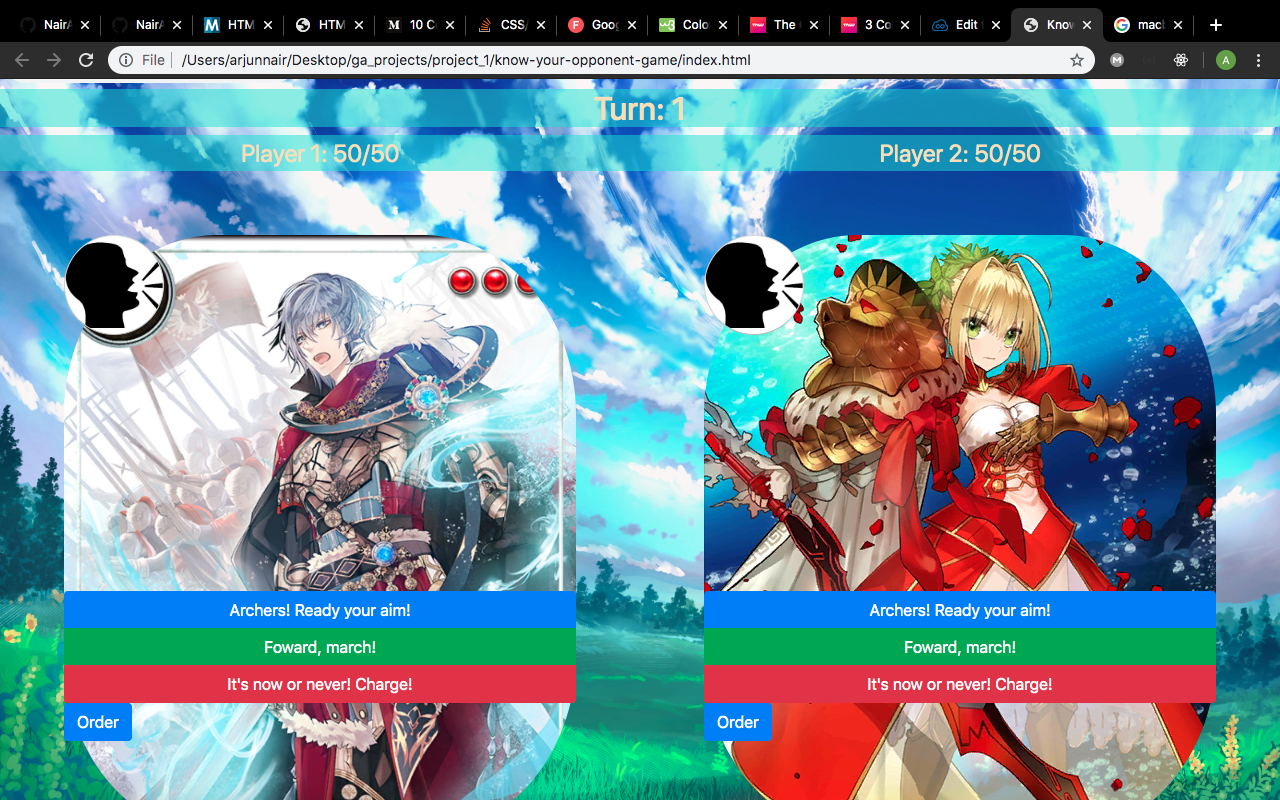 NairA
NairA
HTM
HTM
10 C
CSS/
Goog
Colo
The
3 Co
Edit
Know
mac
File
/Users/arjunnair/Desktop/ga_projects/project_1/know-your-opponent-game/index.html
M
A
Turn: 1
Player 1: 50/50
Player 2: 50/50
Archers! Ready your aim!
Foward, march!
It's now or never! Charge!
Order
Archers! Ready your aim!
Foward, march!
It's now or never! Charge!
Order